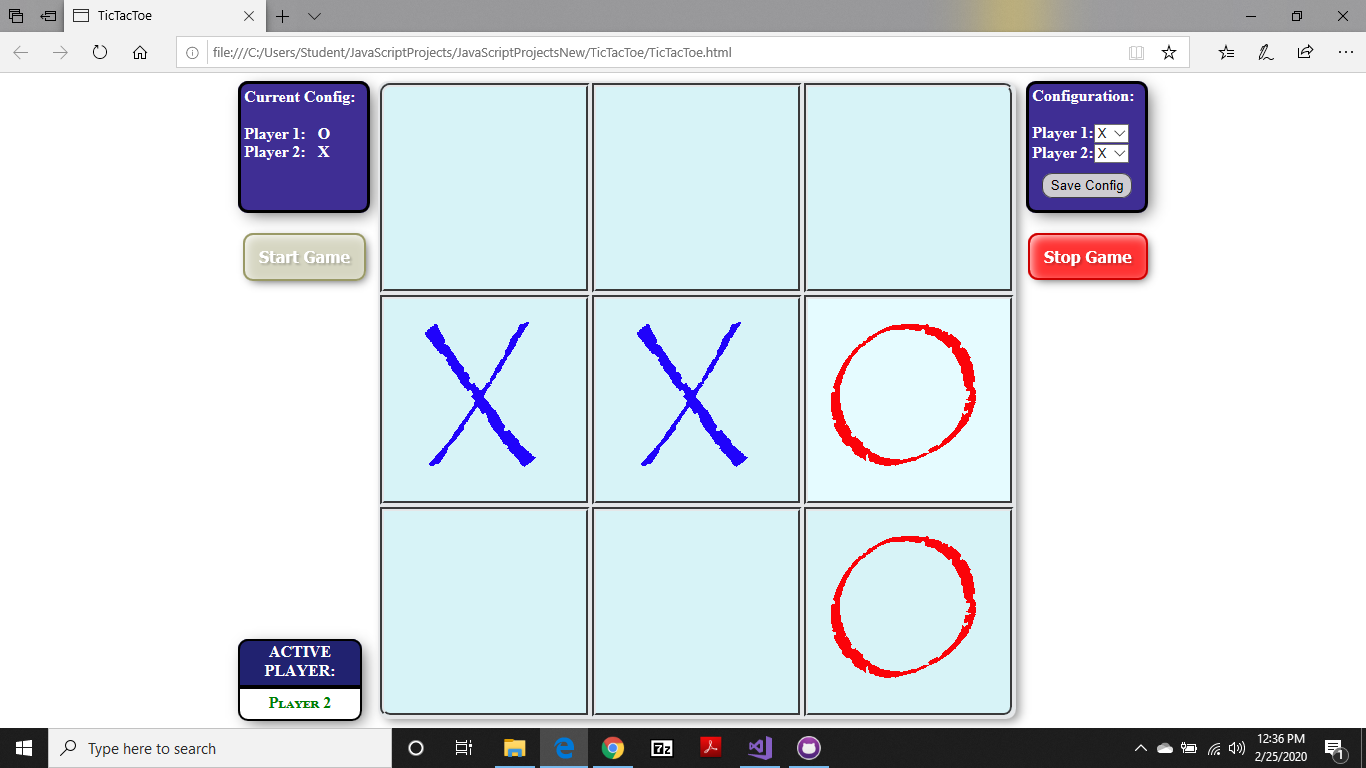 TicTacToe
file:///C:/Users/Student/JavaScriptProjects/JavaScriptProjectsNew/TicTacToe/TicTacToe.html
Current Config:
Player 1: O
Player 2: X
Start Game
X X O
O
Configuration:
Player 1: X
Player 2: X
Save Config
Stop Game
ACTIVE
PLAYER:
Player 2
Type here to search
7z
12:36 PM
2/25/2020
1